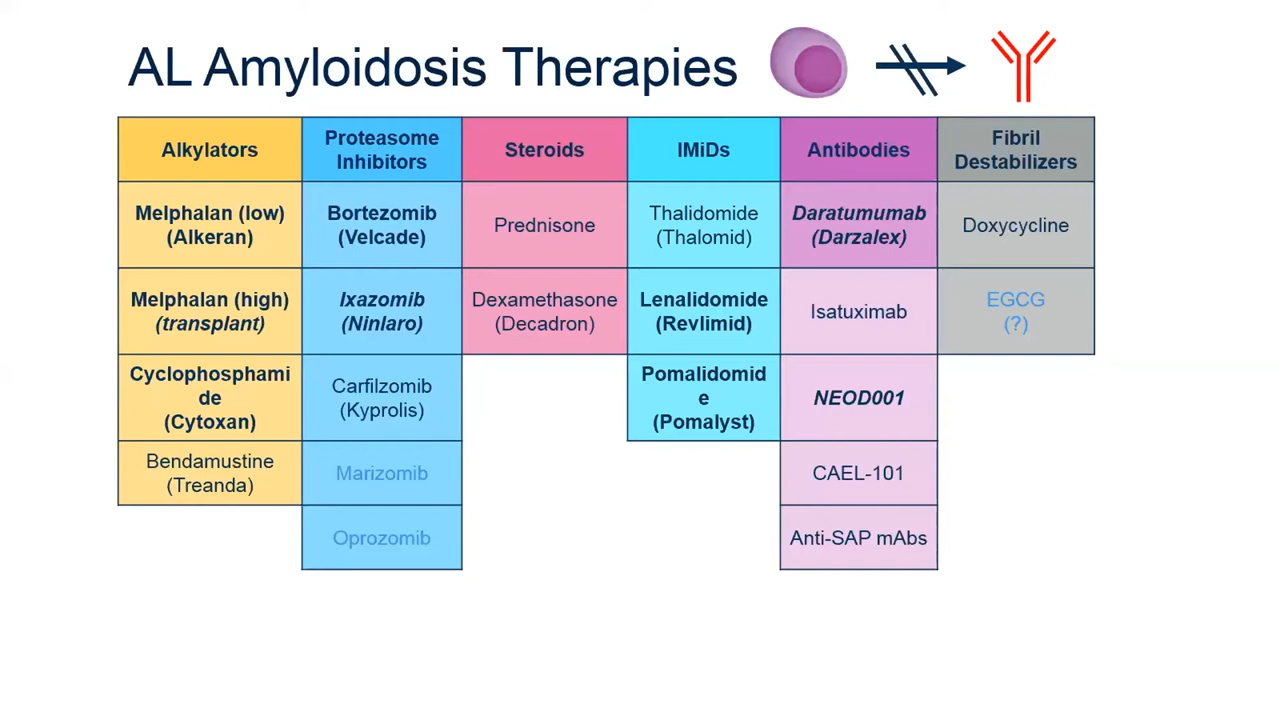 AL Amyloidosis Therapies
Alkylators
Proteasome
Inhibitors
Steroids
IMiDs
Antibodies
Fibril
Destabilizers
Melphalan (low)
(Alkeran)
Bortezomib
(Velcade)
Prednisone
Thalidomide
(Thalomid)
Daratumumab
(Darzalex)
Doxycycline
Melphalan (high)
(transplant)
Ixazomib
(Ninlaro)
Dexamethasone
(Decadron)
Lenalidomide
(Revlimid)
Isatuximab
EGCG
(?)
Cyclophosphami
de
(Cytoxan)
Carfilzomib
(Kyprolis)
Pomalidomid
e
(Pomalyst)
NEOD001
Bendamustine
(Treanda)
Marizomib
CAEL-101
Oprozomib
Anti-SAP mAbs